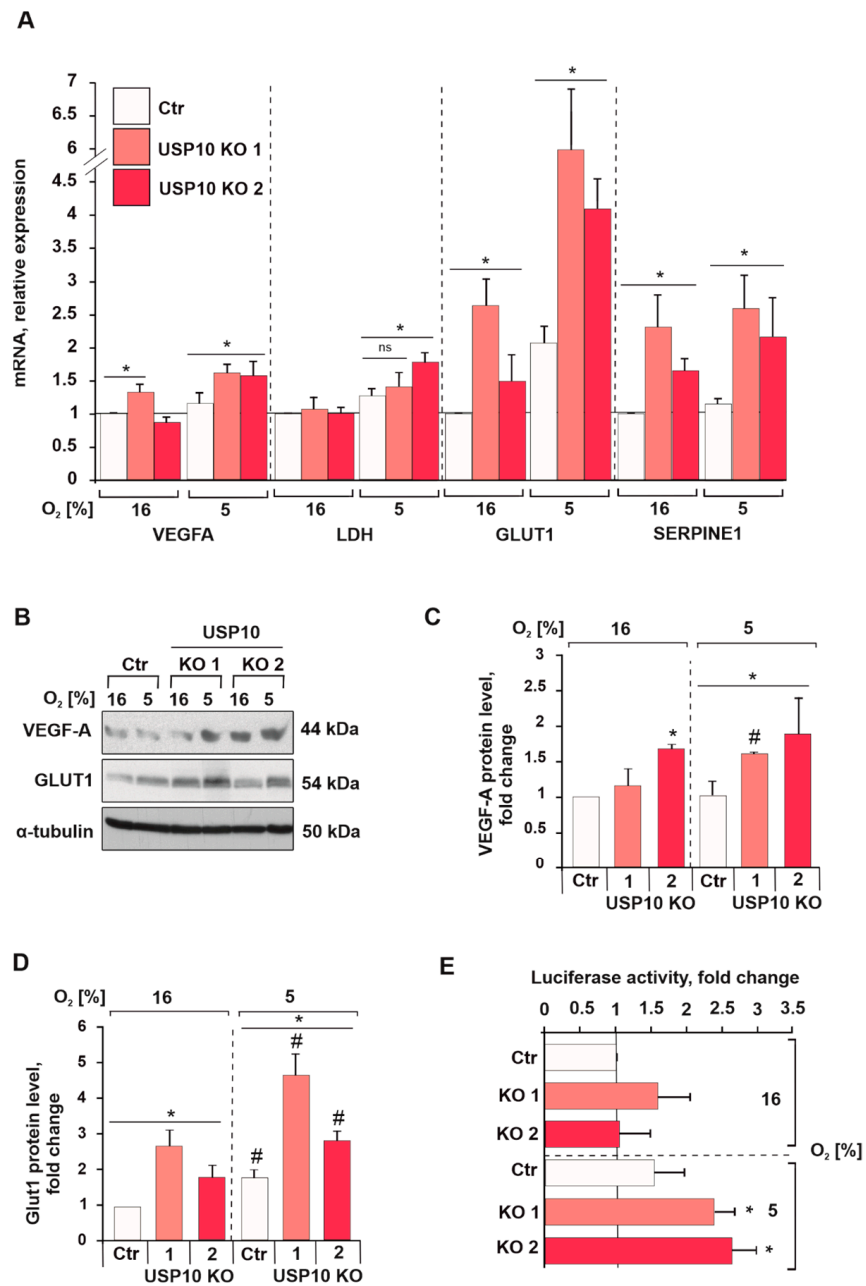 A
mRNA, relative expression
7
6.5
6
4.5
4
3.5
3
2.5
2
1.5
1
0.5
0
Ctr
USP10 KO 1
USP10 KO 2
* * ns * * * * *
O2 [%] 16 5 16 5 16 5 16 5
VEGFA LDH GLUT1 SERPINE1
B
USP10
Ctr KO 1 KO 2
O2 [%] 16 5 16 5 16 5
VEGF-A 44 kDa
GLUT1 54 kDa
α-tubulin 50 kDa
C
O2 [%] 16 5
VEGF-A protein level,
fold change
3
2.5
2
1.5
1
0.5
0
* # *
Ctr 1 2 Ctr 1 2
USP10 KO USP10 KO
D
O2 [%] 16 5
Glut1 protein level,
fold change
6
5
4
3
2
1
0
* # # # *
Ctr 1 2 Ctr 1 2
USP10 KO USP10 KO
E
Luciferase activity, fold change
0 0.5 1 1.5 2 2.5 3 3.5
Ctr
KO 1 16
KO 2
O2 [%]
Ctr
KO 1 * 5
KO 2 *